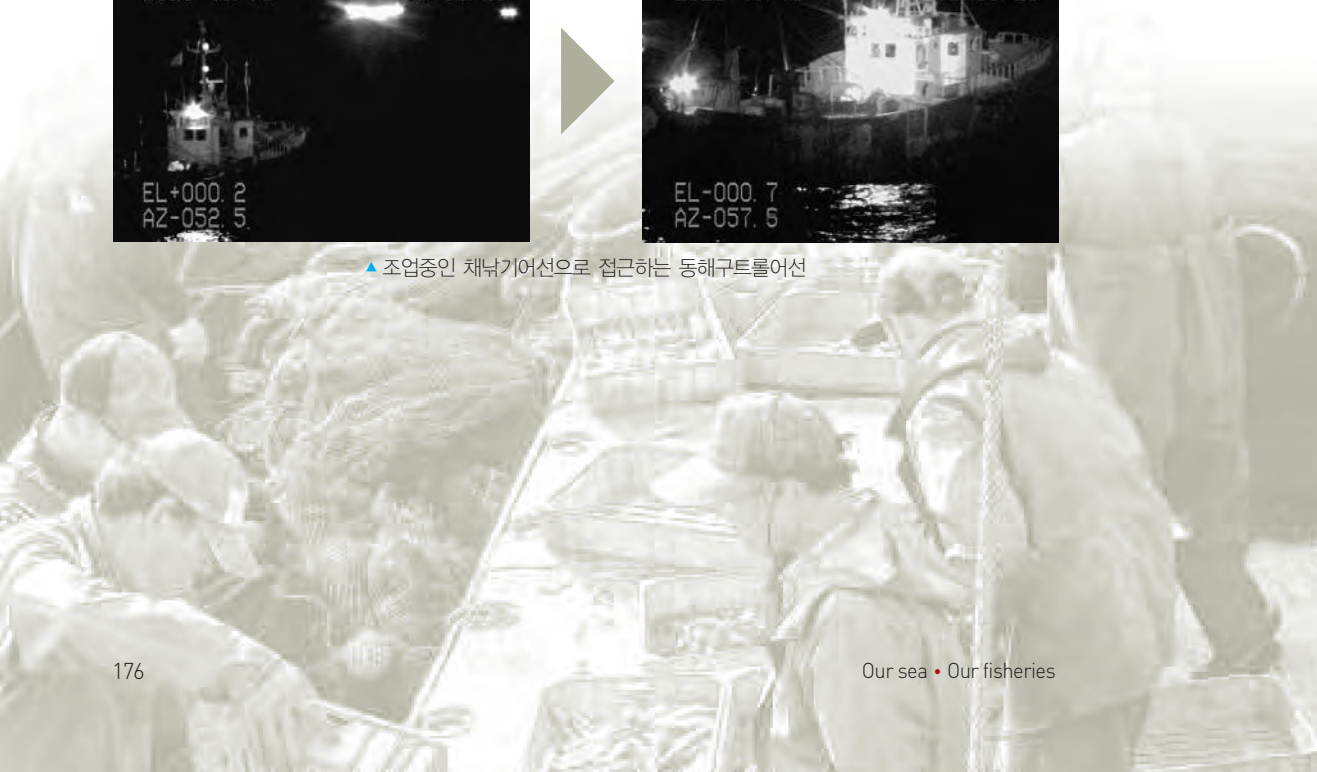 EL+000. 2
AZ-052. 5
EL-000. 7
AZ-057. 6
▲ 조업중인 채낚기어선으로 접근하는 동해구트롤어선
176
Our sea • Our fisheries